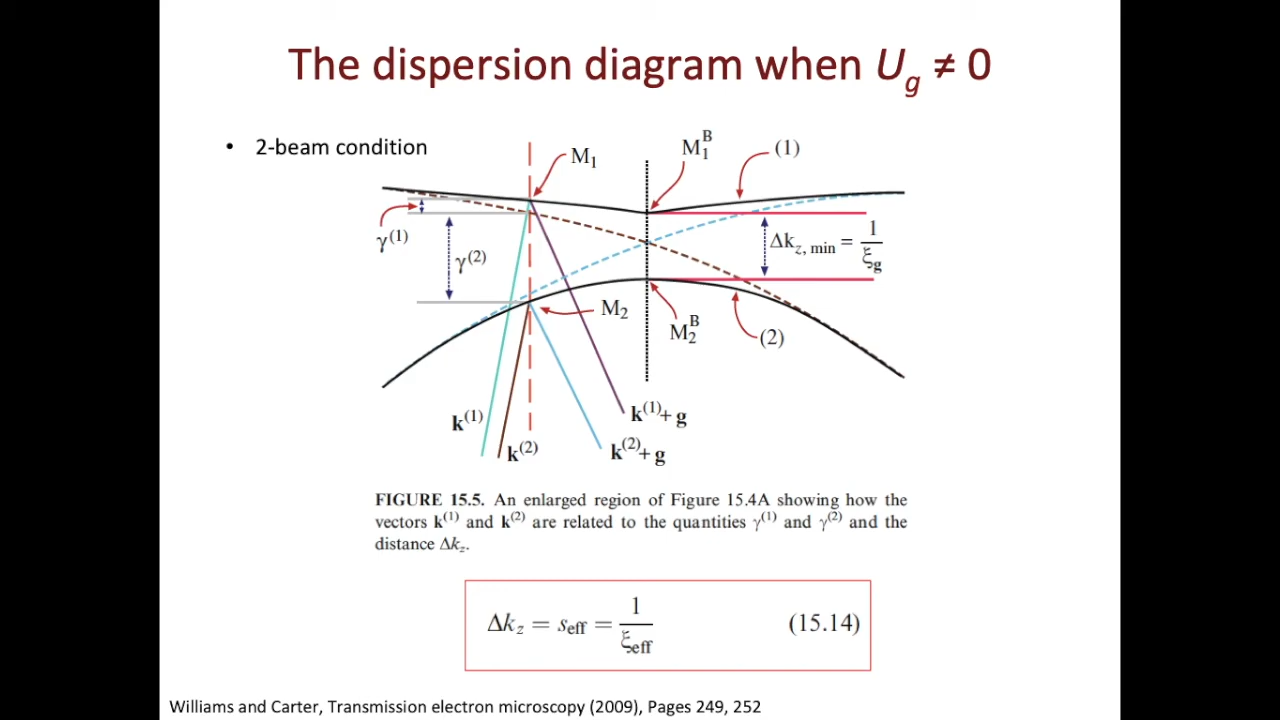 The dispersion diagram when U_g ≠ 0
• 2-beam condition
M₁
M₁ᴮ
(1)
γ⁽¹⁾
γ⁽²⁾
Δk_z, min = 1/ξ_g
M₂
M₂ᴮ
(2)
k⁽¹⁾
k⁽²⁾
k⁽¹⁾+ g
k⁽²⁾+ g
FIGURE 15.5. An enlarged region of Figure 15.4A showing how the
vectors k⁽¹⁾ and k⁽²⁾ are related to the quantities γ⁽¹⁾ and γ⁽²⁾ and the
distance Δk_z.
Δk_z = s_eff = 1/ξ_eff (15.14)
Williams and Carter, Transmission electron microscopy (2009), Pages 249, 252